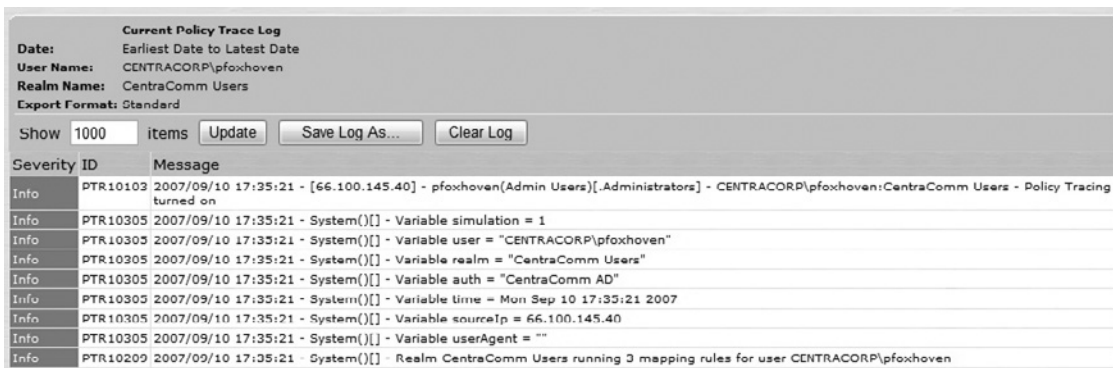 Current Policy Trace Log
Date: Earliest Date to Latest Date
User Name: CENTRACORP\pfoxhoven
Realm Name: CentraComm Users
Export Format: Standard
Show 1000 items Update Save Log As... Clear Log
Severity ID Message
Info PTR10103 2007/09/10 17:35:21 - [66.100.145.40] - pfoxhoven(Admin Users)[.Administrators] - CENTRACORP\pfoxhoven:CentraComm Users - Policy Tracing
turned on
Info PTR10305 2007/09/10 17:35:21 - System()[] - Variable simulation = 1
Info PTR10305 2007/09/10 17:35:21 - System()[] - Variable user = "CENTRACORP\pfoxhoven"
Info PTR10305 2007/09/10 17:35:21 - System()[] - Variable realm = "CentraComm Users"
Info PTR10305 2007/09/10 17:35:21 - System()[] - Variable auth = "CentraComm AD"
Info PTR10305 2007/09/10 17:35:21 - System()[] - Variable time = Mon Sep 10 17:35:21 2007
Info PTR10305 2007/09/10 17:35:21 - System()[] - Variable sourceIp = 66.100.145.40
Info PTR10305 2007/09/10 17:35:21 - System()[] - Variable userAgent = ""
Info PTR10209 2007/09/10 17:35:21 - System()[] - Realm CentraComm Users running 3 mapping rules for user CENTRACORP\pfoxhoven